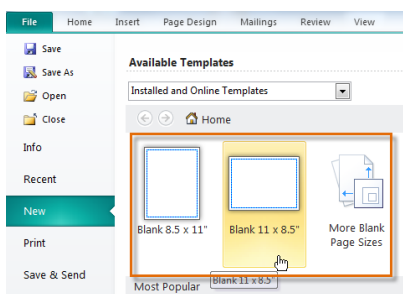 File Home Insert Page Design Mailings Review View
Save
Save As
Open
Close
Info
Recent
New
Print
Save & Send
Available Templates
Installed and Online Templates
Home
Blank 8.5 x 11"
Blank 11 x 8.5"
More Blank
Page Sizes
Blank 11 x 8.5"
Most Popular